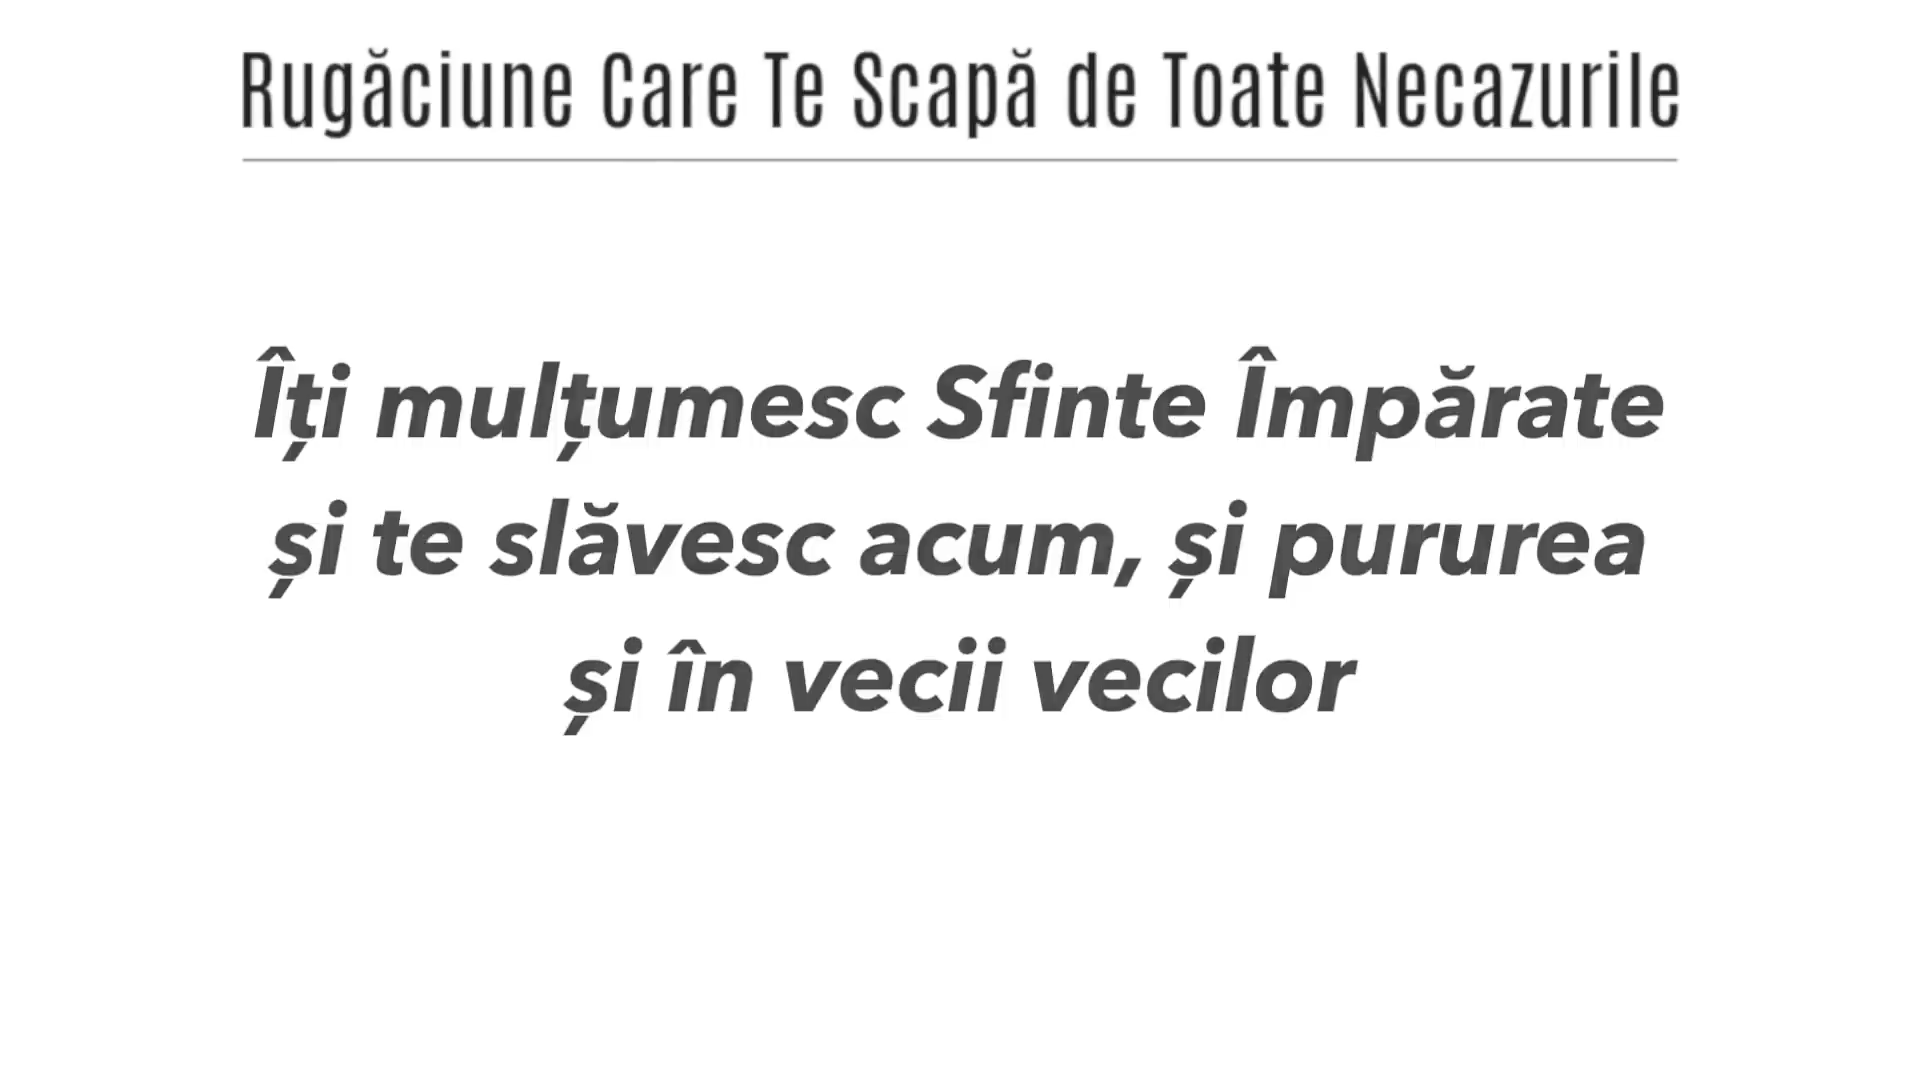 Rugăciune Care Te Scapă de Toate Necazurile
Îți mulțumesc Sfinte Împărate
și te slăvesc acum, și pururea
și în vecii vecilor